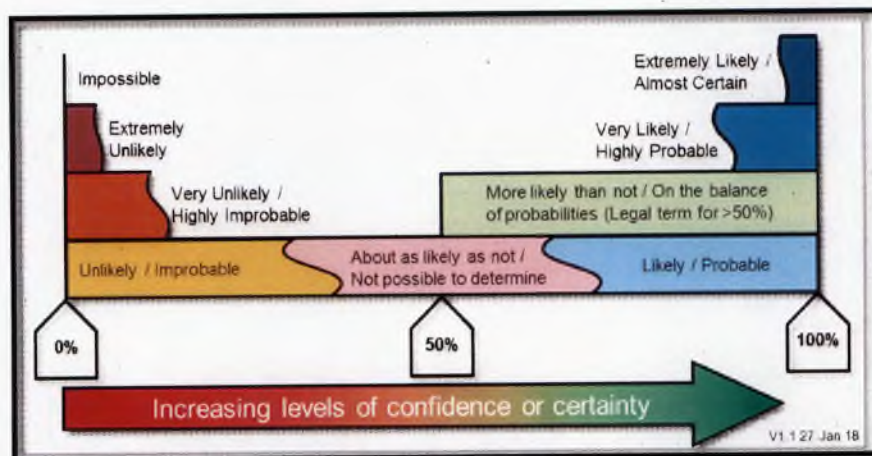 Impossible
Extremely
Unlikely
Very Unlikely /
Highly Improbable
Unlikely / Improbable
About as likely as not /
Not possible to determine
Extremely Likely /
Almost Certain
Very Likely /
Highly Probable
More likely than not / On the balance
of probabilities (Legal term for >50%)
Likely / Probable
0%
50%
100%
Increasing levels of confidence or certainty
V1.1 27 Jan 18